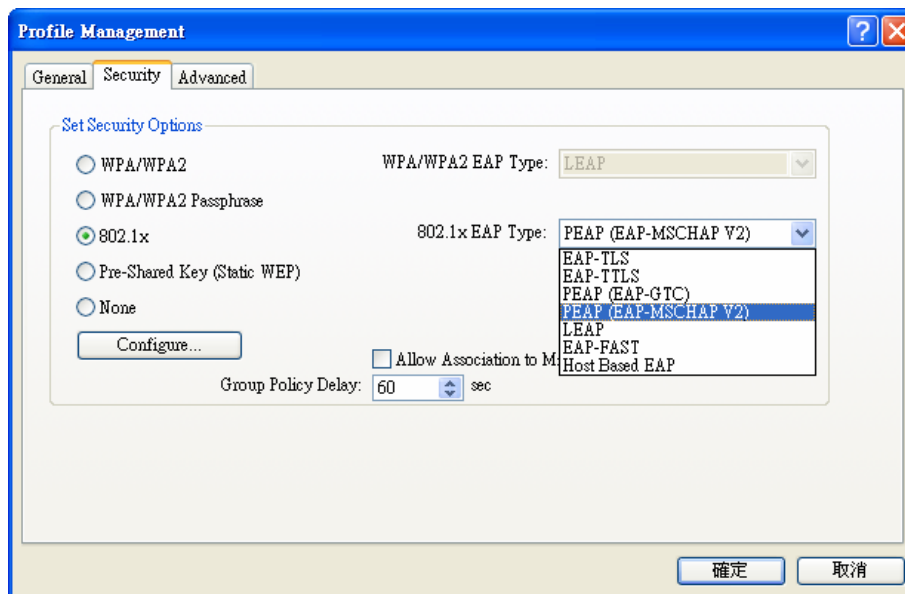 Profile Management
General Security Advanced
Set Security Options
WPA/WPA2 WPA/WPA2 EAP Type: LEAP
WPA/WPA2 Passphrase
802.1x 802.1x EAP Type: PEAP (EAP-MSCHAP V2)
EAP-TLS
EAP-TTLS
Pre-Shared Key (Static WEP)
PEAP (EAP-GTC)
PEAP (EAP-MSCHAP V2)
None
LEAP
EAP-FAST
Host Based EAP
Configure...
Allow Association to M
Group Policy Delay: 60 sec
確定 取消